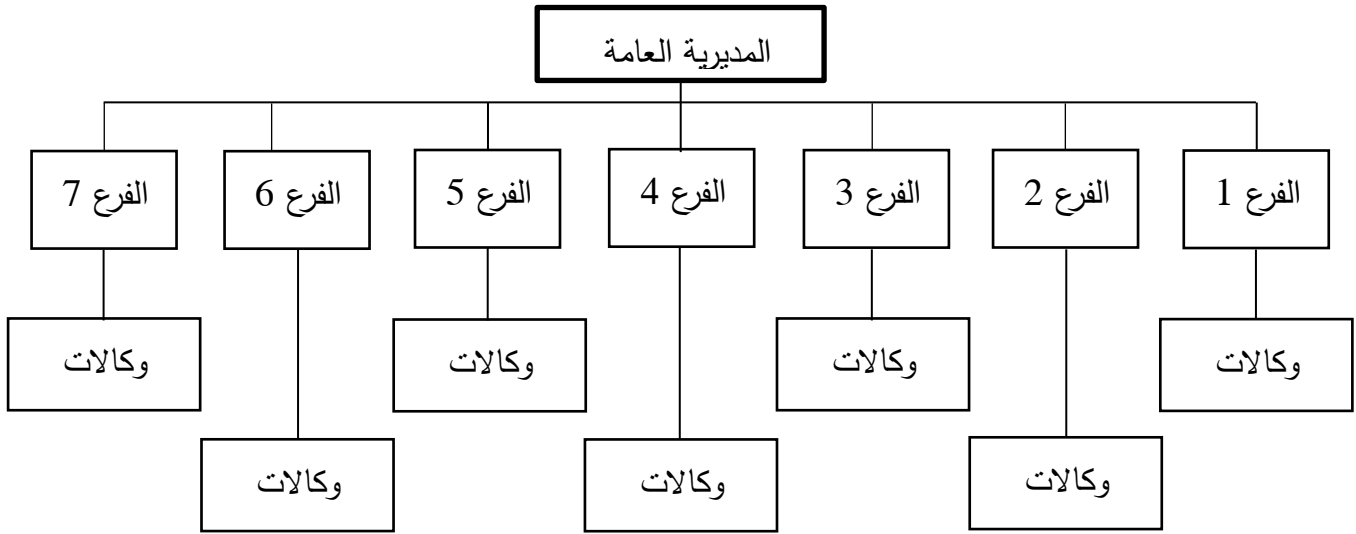 المديرية العامة
الفرع 1
الفرع 2
الفرع 3
الفرع 4
الفرع 5
الفرع 6
الفرع 7
وكالات
وكالات
وكالات
وكالات
وكالات
وكالات
وكالات